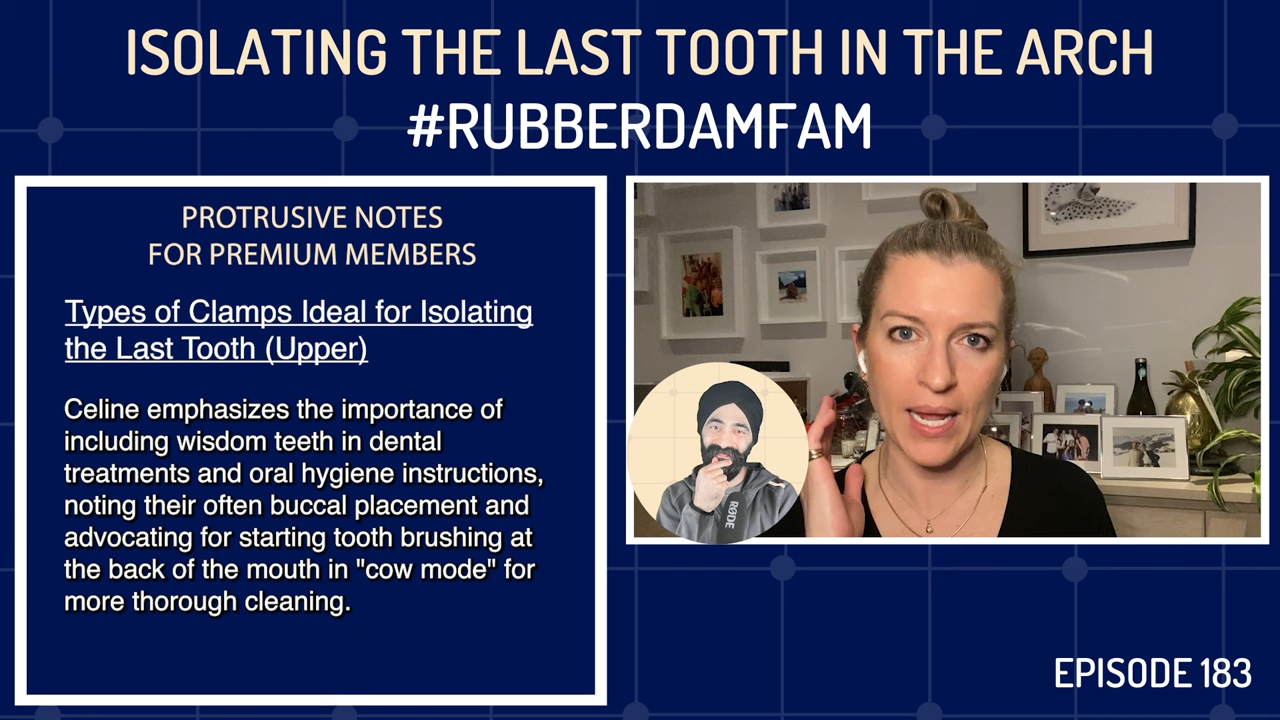 ISOLATING THE LAST TOOTH IN THE ARCH
#RUBBERDAMFAM
PROTRUSIVE NOTES
FOR PREMIUM MEMBERS
Types of Clamps Ideal for Isolating
the Last Tooth (Upper)
Celine emphasizes the importance of
including wisdom teeth in dental
treatments and oral hygiene instructions,
noting their often buccal placement and
advocating for starting tooth brushing at
the back of the mouth in "cow mode" for
more thorough cleaning.
RØDE
EPISODE 183